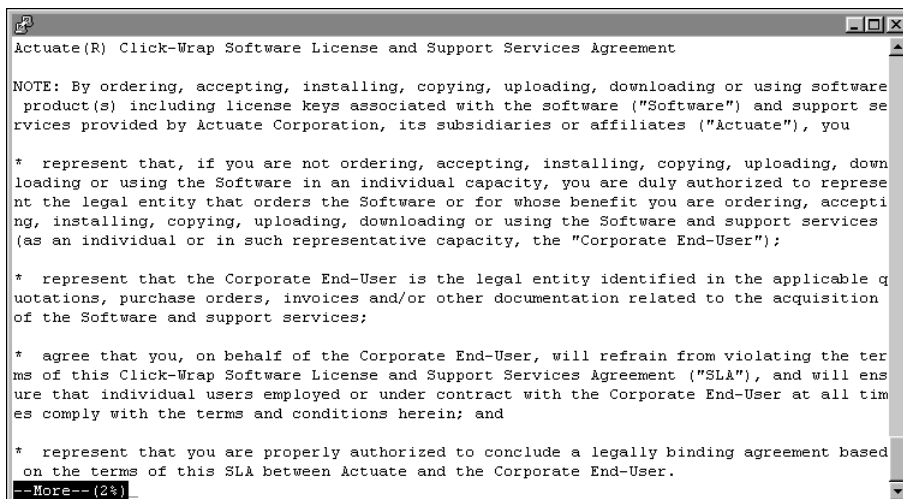 Actuate(R) Click-Wrap Software License and Support Services Agreement
NOTE: By ordering, accepting, installing, copying, uploading, downloading or using software
product(s) including license keys associated with the software ("Software") and support se
rvices provided by Actuate Corporation, its subsidiaries or affiliates ("Actuate"), you
*  represent that, if you are not ordering, accepting, installing, copying, uploading, down
loading or using the Software in an individual capacity, you are duly authorized to represe
nt the legal entity that orders the Software or for whose benefit you are ordering, accepti
ng, installing, copying, uploading, downloading or using the Software and support services
(as an individual or in such representative capacity, the "Corporate End-User");
*  represent that the Corporate End-User is the legal entity identified in the applicable q
uotations, purchase orders, invoices and/or other documentation related to the acquisition
of the Software and support services;
*  agree that you, on behalf of the Corporate End-User, will refrain from violating the ter
ms of this Click-Wrap Software License and Support Services Agreement ("SLA"), and will ens
ure that individual users employed or under contract with the Corporate End-User at all tim
es comply with the terms and conditions herein; and
*  represent that you are properly authorized to conclude a legally binding agreement based
on the terms of this SLA between Actuate and the Corporate End-User.
--More--(2%)